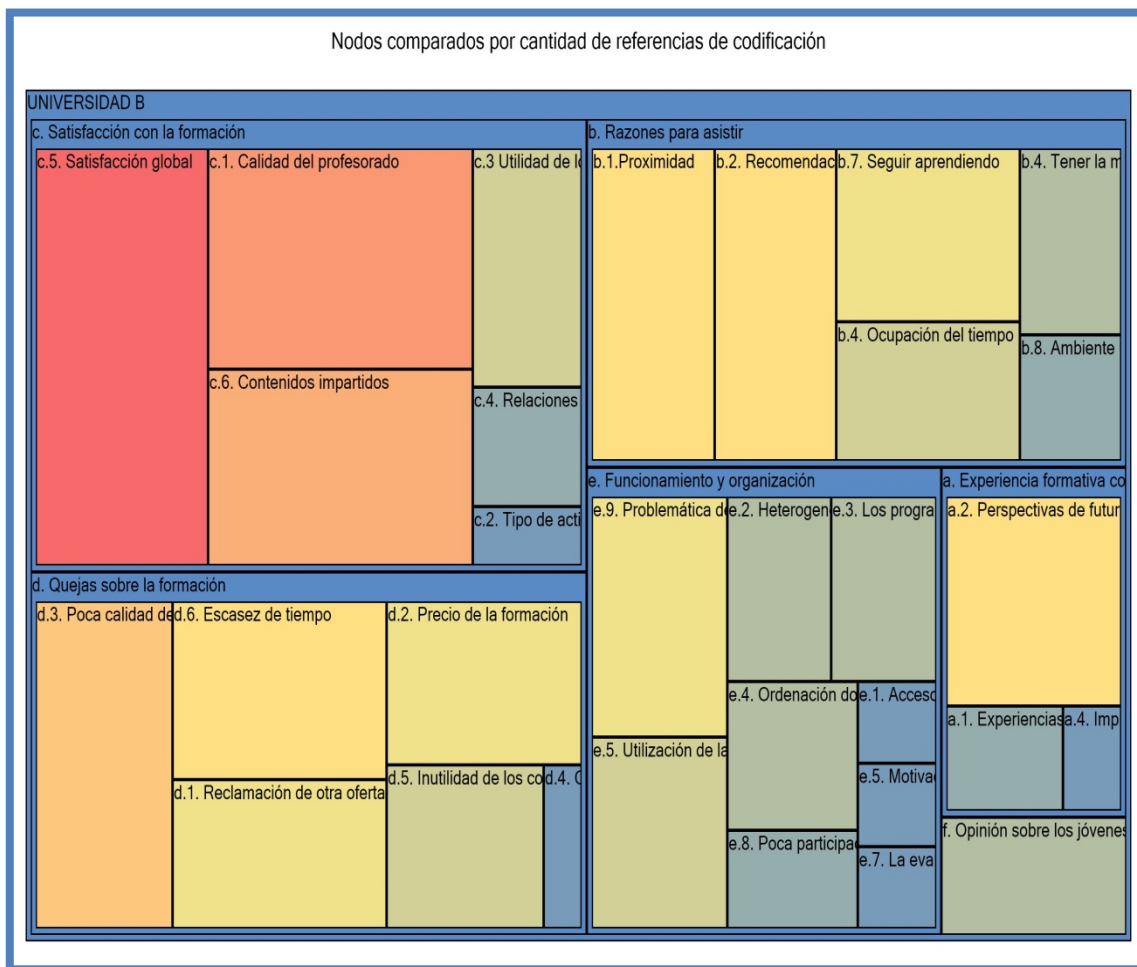 Nodos comparados por cantidad de referencias de codificación
UNIVERSIDAD B
c. Satisfacción con la formación
c.5. Satisfacción global
c.1. Calidad del profesorado
c.3 Utilidad de lo
c.6. Contenidos impartidos
c.4. Relaciones
c.2. Tipo de acti
b. Razones para asistir
b.1.Proximidad
b.2. Recomendac
b.7. Seguir aprendiendo
b.4. Tener la m
b.4. Ocupación del tiempo
b.8. Ambiente
d. Quejas sobre la formación
d.3. Poca calidad de
d.6. Escasez de tiempo
d.2. Precio de la formación
d.1. Reclamación de otra oferta
d.5. Inutilidad de los co
d.4. C
e. Funcionamiento y organización
e.9. Problemática de
e.2. Heterogen
e.3. Los progra
e.5. Utilización de la
e.4. Ordenación do
e.1. Acceso
e.5. Motiva
e.8. Poca participa
e.7. La eva
a. Experiencia formativa co
a.2. Perspectivas de futur
a.1. Experiencias
a.4. Imp
f. Opinión sobre los jóvenes